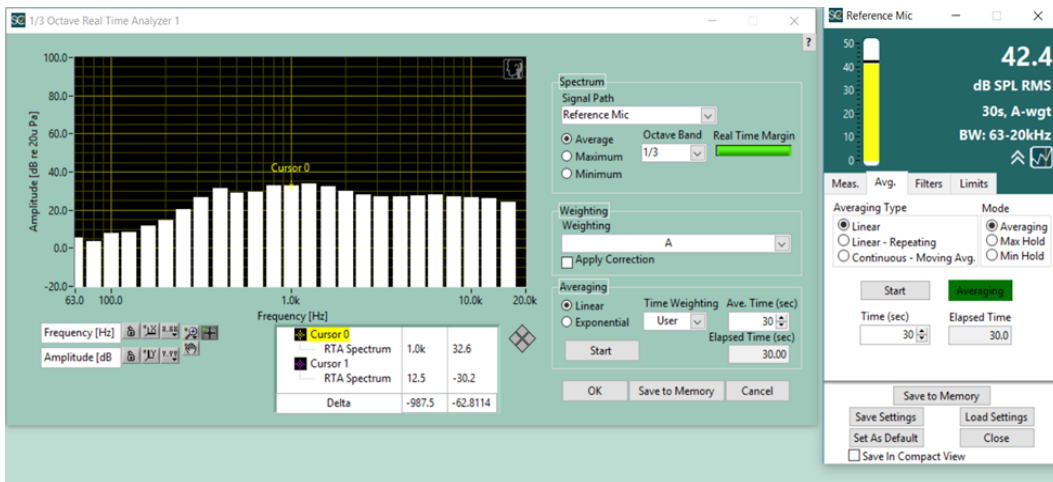 SC 1/3 Octave Real Time Analyzer 1
?
100.0
80.0
60.0
40.0
20.0
0.0
-20.0
Amplitude [dB re 20u Pa]
Cursor 0
63.0 100.0 1.0k 10.0k 20.0k
Frequency [Hz]
Frequency [Hz]
Amplitude [dB
Cursor 0
RTA Spectrum 1.0k 32.6
Cursor 1
RTA Spectrum 12.5 -30.2
Delta -987.5 -62.8114
Spectrum
Signal Path
Reference Mic
Average
Maximum
Minimum
Octave Band
1/3
Real Time Margin
Weighting
Weighting
A
Apply Correction
Averaging
Linear
Exponential
Time Weighting
User
Ave. Time (sec)
30
Elapsed Time (sec)
30.00
Start
OK Save to Memory Cancel
SC Reference Mic
50
40
30
20
10
0
42.4
dB SPL RMS
30s, A-wgt
BW: 63-20kHz
Meas. Avg. Filters Limits
Averaging Type
Linear
Linear - Repeating
Continuous - Moving Avg.
Mode
Averaging
Max Hold
Min Hold
Start Averaging
Time (sec) Elapsed Time
30 30.0
Save to Memory
Save Settings Load Settings
Set As Default Close
Save In Compact View